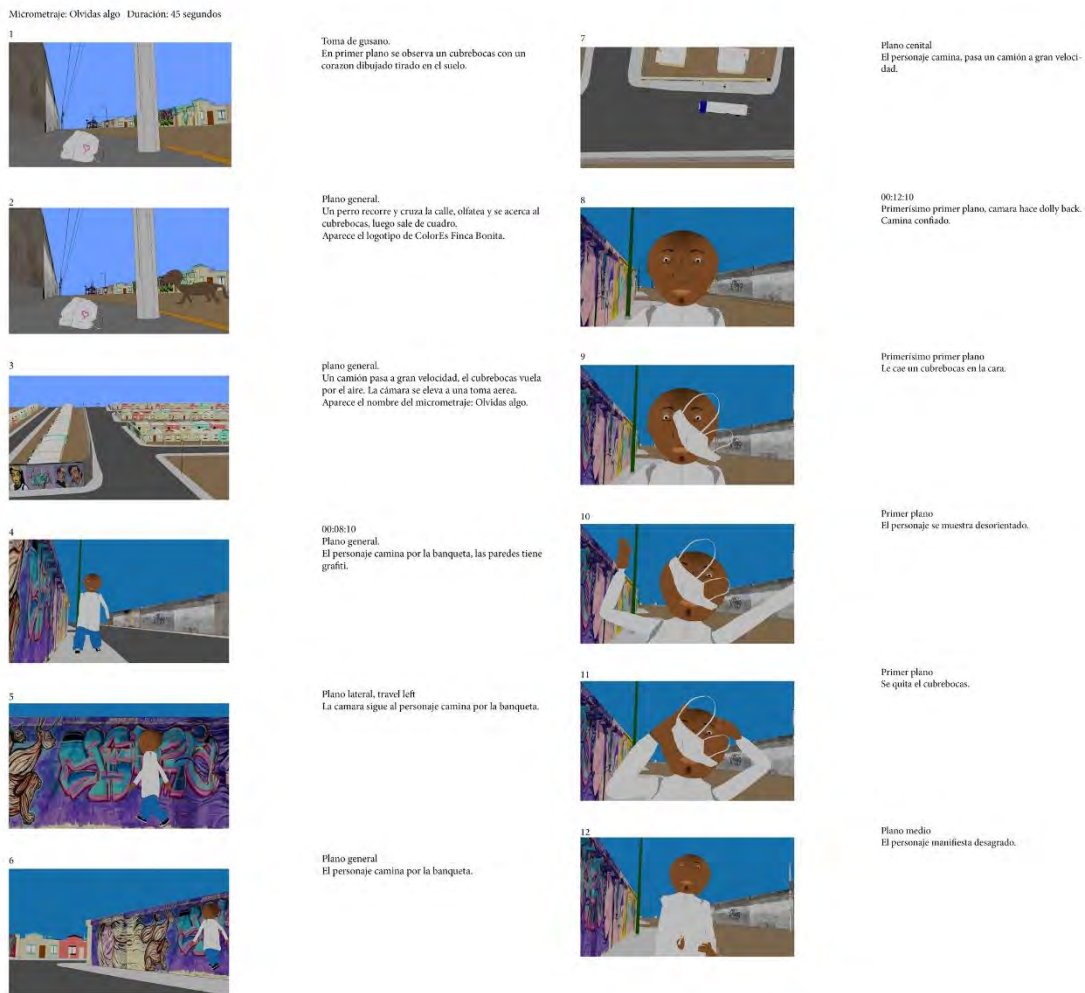 Micrometraje: Olvidas algo Duración: 45 segundos
1
Toma de gusano.
En primer plano se observa un cubrebocas con un
corazon dibujado tirado en el suelo.
2
Plano general.
Un perro recorre y cruza la calle, olfatea y se acerca al
cubrebocas, luego sale de cuadro.
Aparece el logotipo de ColorEs Finca Bonita.
3
plano general.
Un camión pasa a gran velocidad, el cubrebocas vuela
por el aire. La cámara se eleva a una toma aerea.
Aparece el nombre del micrometraje: Olvidas algo.
4
00:08:10
Plano general.
El personaje camina por la banqueta, las paredes tiene
grafiti.
5
Plano lateral, travel left
La camara sigue al personaje camina por la banqueta.
6
Plano general
El personaje camina por la banqueta.
7
Plano cenital
El personaje camina, pasa un camión a gran veloci-
dad.
8
00:12:10
Primerísimo primer plano, camara hace dolly back.
Camina confiado.
9
Primerísimo primer plano
Le cae un cubrebocas en la cara.
10
Primer plano
El personaje se muestra desorientado.
11
Primer plano
Se quita el cubrebocas.
12
Plano medio
El personaje manifiesta desagrado.